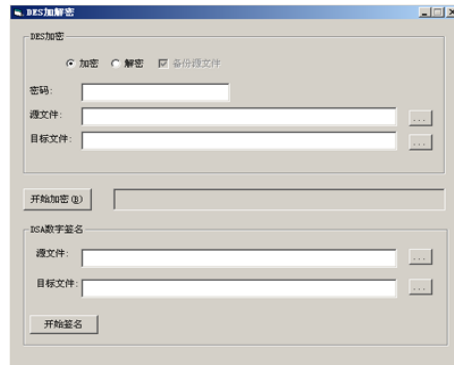 DES加解密
DES加密
加密 解密 备份源文件
密码:
源文件: ...
目标文件: ...
开始加密(B)
DSA数字签名
源文件: ...
目标文件: ...
开始签名